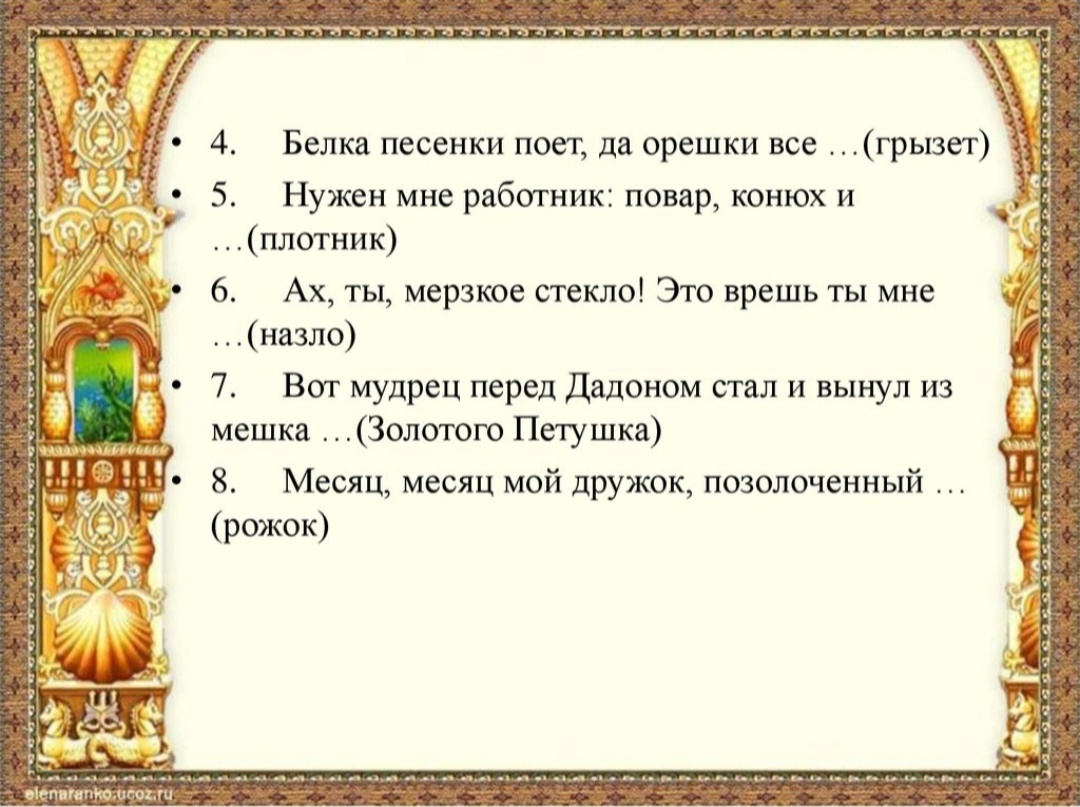 • 4. Белка песенки поет, да орешки все …(грызет)
• 5. Нужен мне работник: повар, конюх и
…(плотник)
• 6. Ах, ты, мерзкое стекло! Это врешь ты мне
…(назло)
• 7. Вот мудрец перед Дадоном стал и вынул из
мешка …(Золотого Петушка)
• 8. Месяц, месяц мой дружок, позолоченный …
(рожок)
elenaranko.ucoz.ru